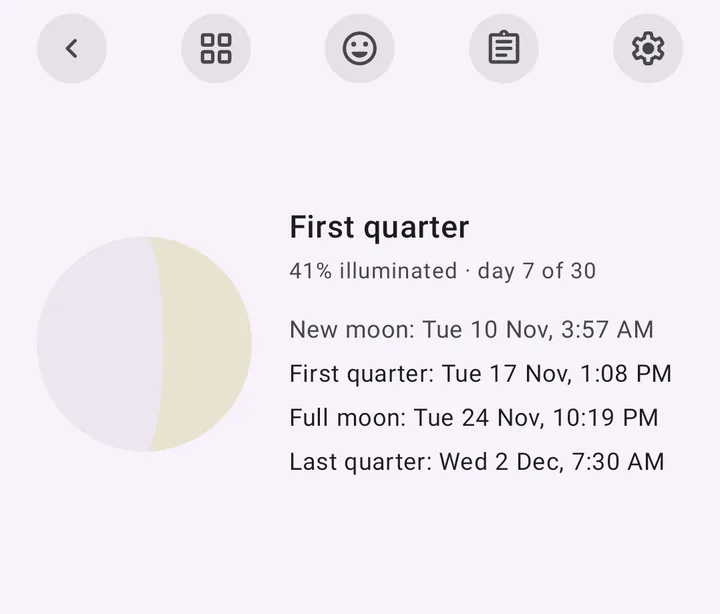 First quarter
41% illuminated · day 7 of 30
New moon: Tue 10 Nov, 3:57 AM
First quarter: Tue 17 Nov, 1:08 PM
Full moon: Tue 24 Nov, 10:19 PM
Last quarter: Wed 2 Dec, 7:30 AM